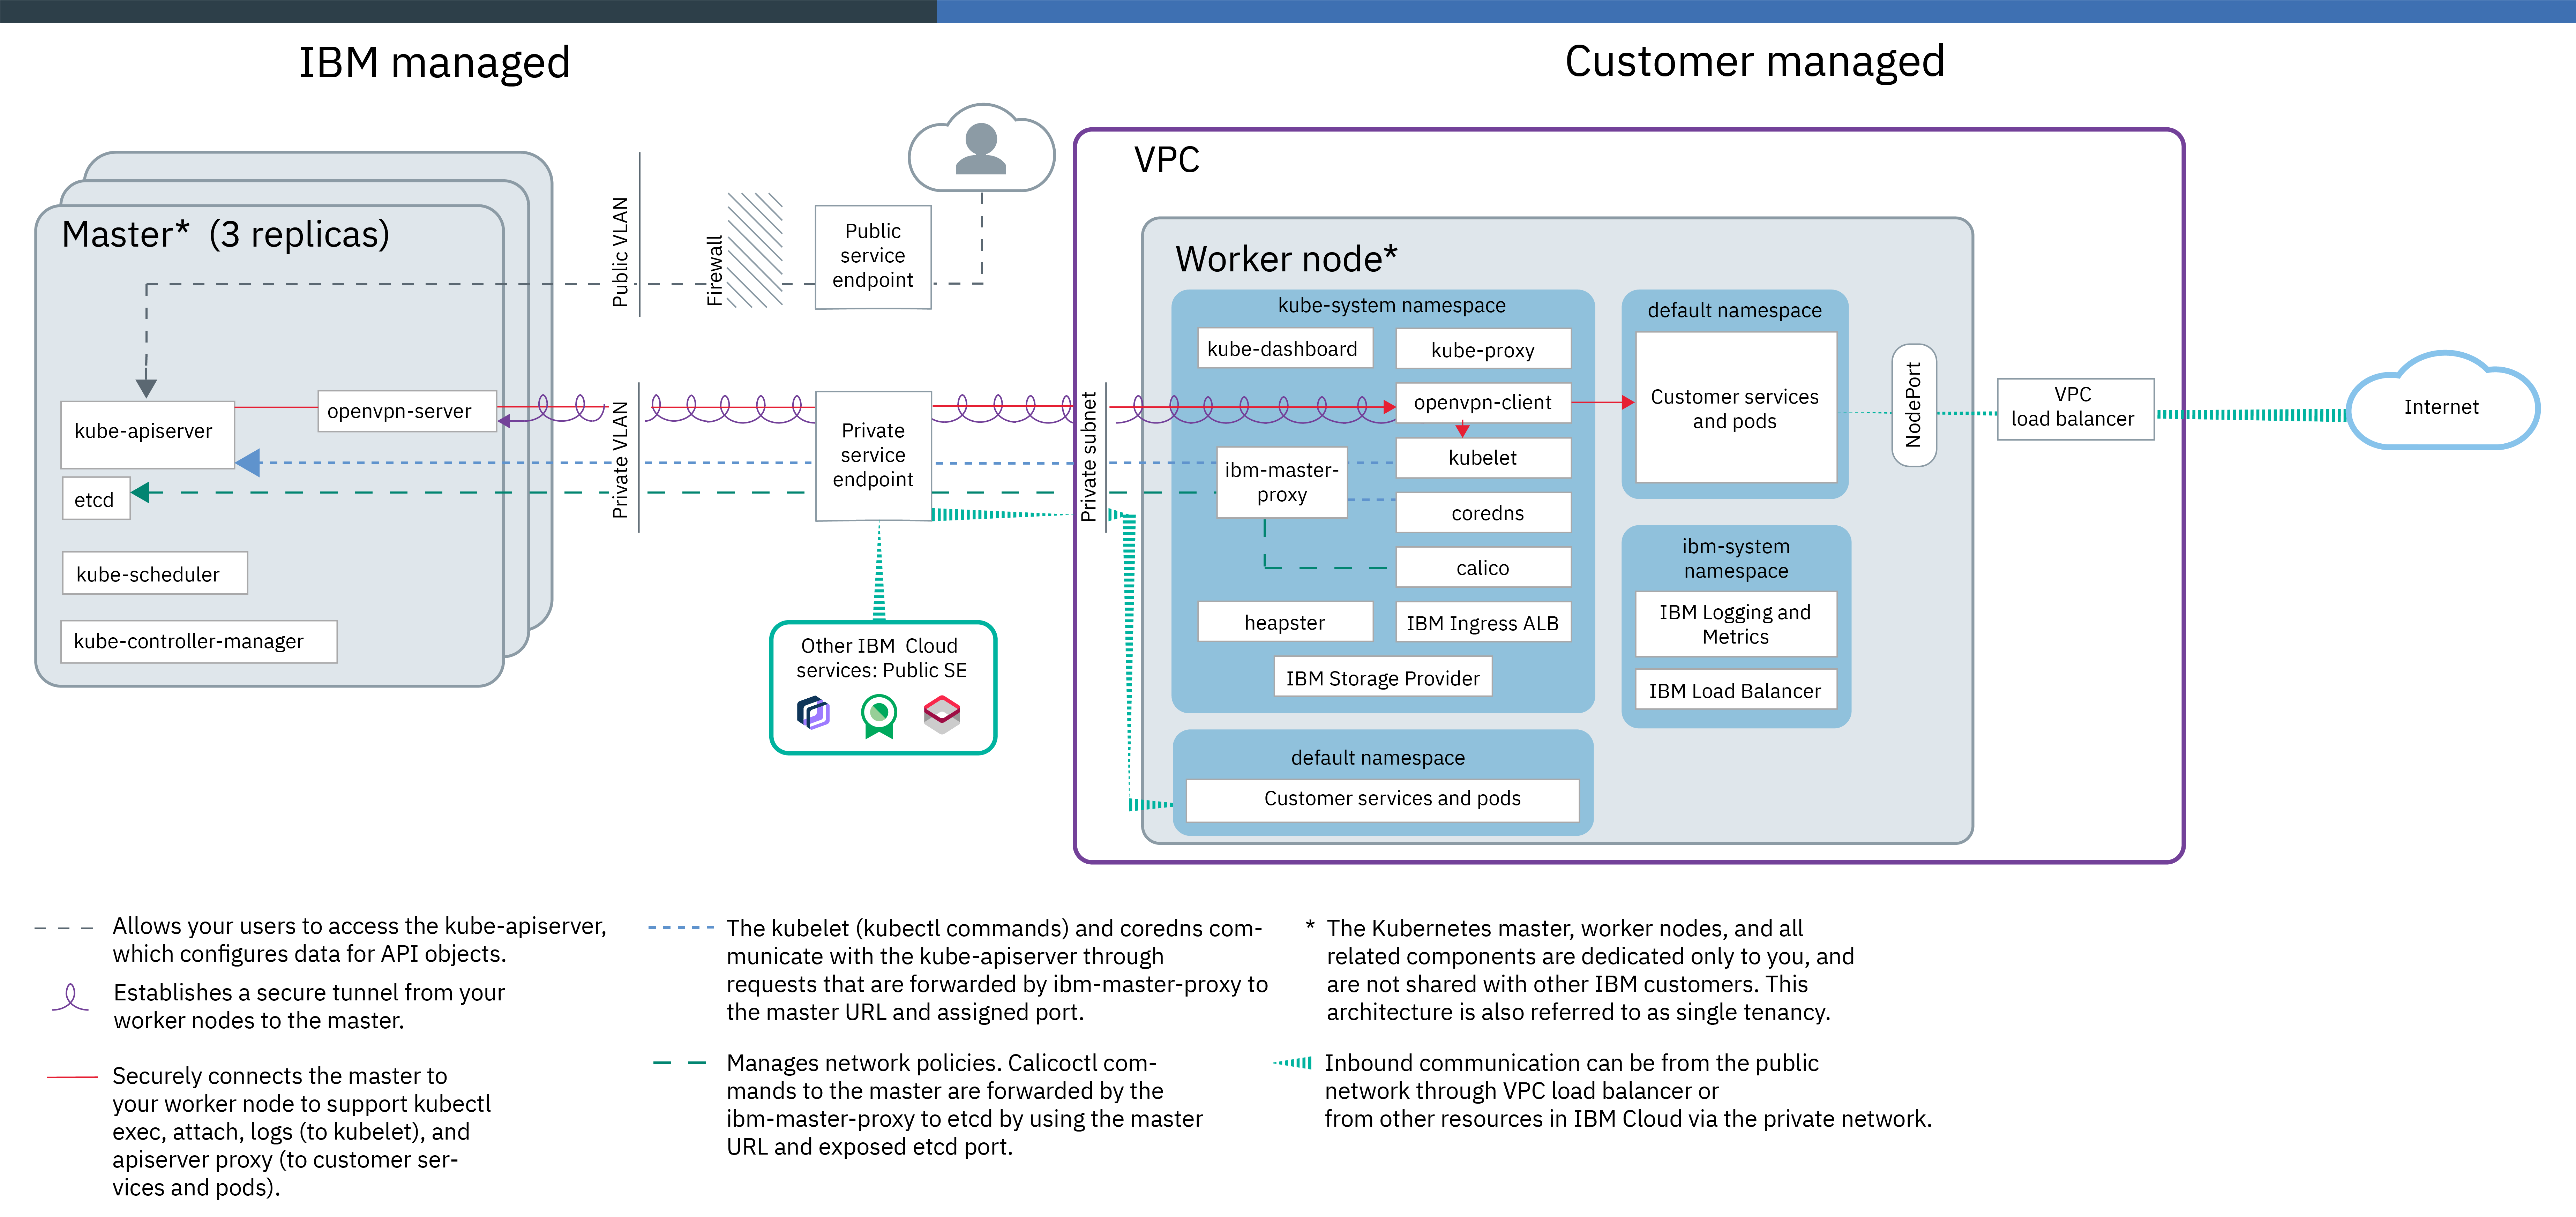 IBM managed
Customer managed
Master*  (3 replicas)
kube-apiserver
openvpn-server
etcd
kube-scheduler
kube-controller-manager
Public VLAN
Firewall
Public
service
endpoint
Private VLAN
Private
service
endpoint
Other IBM  Cloud
services: Public SE
VPC
Private subnet
Worker node*
kube-system namespace
kube-dashboard
kube-proxy
openvpn-client
ibm-master-
proxy
kubelet
coredns
calico
heapster
IBM Ingress ALB
IBM Storage Provider
default namespace
Customer services and pods
default namespace
Customer services
and pods
ibm-system
namespace
IBM Logging and
Metrics
IBM Load Balancer
NodePort
VPC
load balancer
Internet
Allows your users to access the kube-apiserver,
which configures data for API objects.
Establishes a secure tunnel from your
worker nodes to the master.
Securely connects the master to
your worker node to support kubectl
exec, attach, logs (to kubelet), and
apiserver proxy (to customer ser-
vices and pods).
The kubelet (kubectl commands) and coredns com-
municate with the kube-apiserver through
requests that are forwarded by ibm-master-proxy to
the master URL and assigned port.
Manages network policies. Calicoctl com-
mands to the master are forwarded by the
ibm-master-proxy to etcd by using the master
URL and exposed etcd port.
* The Kubernetes master, worker nodes, and all
related components are dedicated only to you, and
are not shared with other IBM customers. This
architecture is also referred to as single tenancy.
Inbound communication can be from the public
network through VPC load balancer or
from other resources in IBM Cloud via the private network.